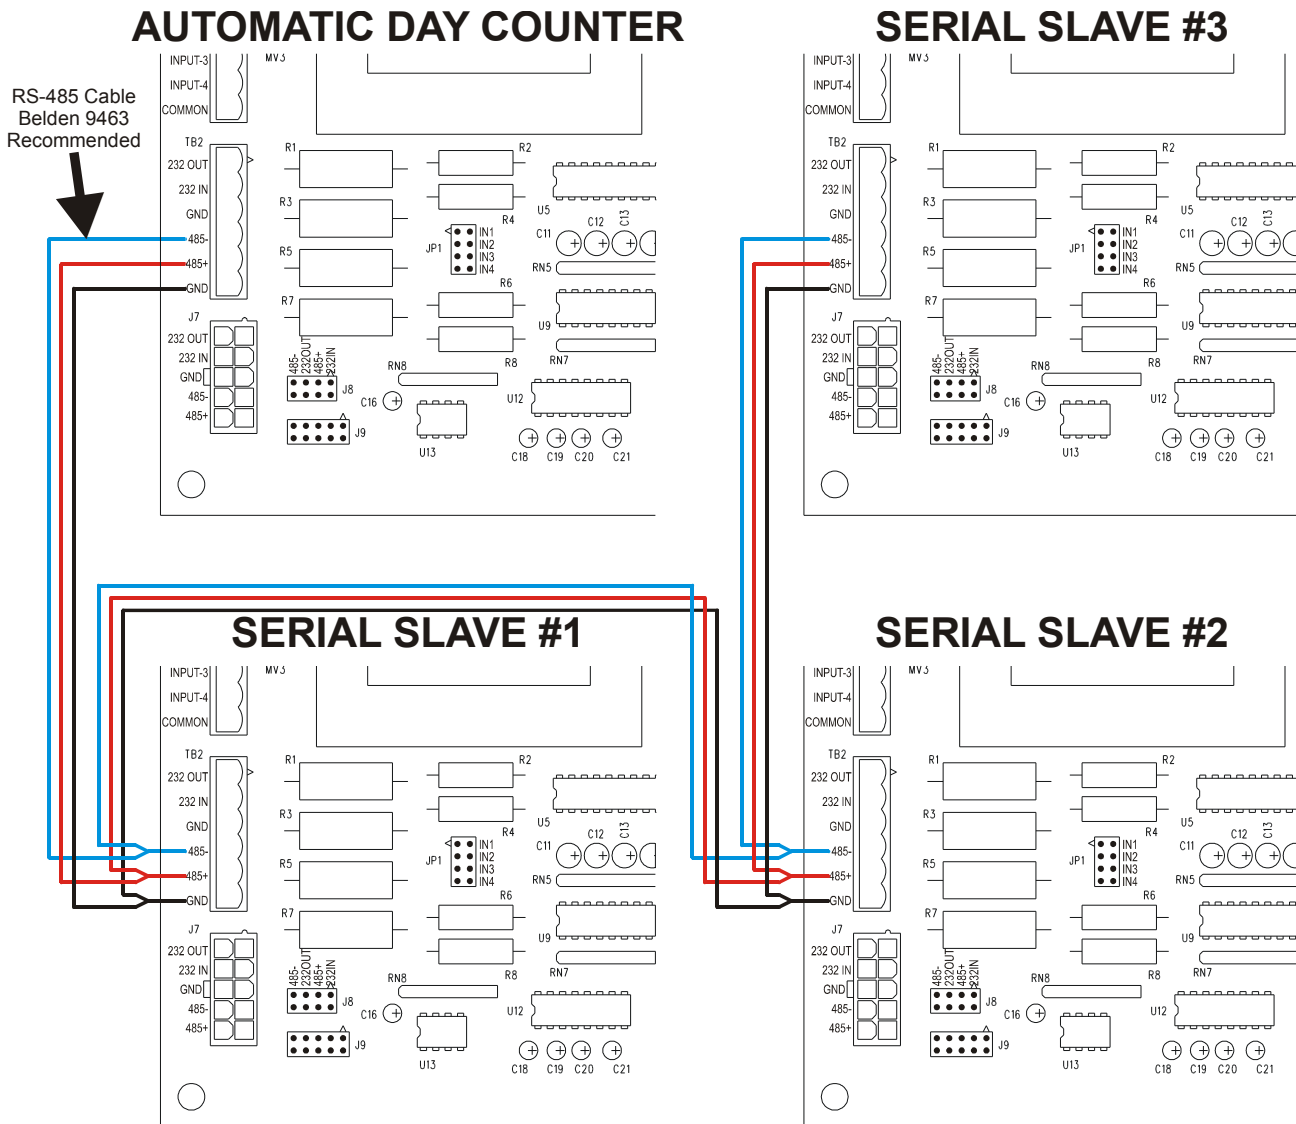 AUTOMATIC DAY COUNTER
SERIAL SLAVE #3
RS-485 Cable
Belden 9463
Recommended
INPUT-3
INPUT-4
COMMON
MV3
TB2
232 OUT
232 IN
GND
485-
485+
GND
J7
232 OUT
232 IN
GND
485-
485+
R1
R2
R3
R4
R5
R6
R7
R8
U5
C11
C12
C13
JP1
IN1
IN2
IN3
IN4
RN5
U9
RN7
485-
232OUT
485+
232IN
J8
J9
RN8
C16
U12
U13
C18
C19
C20
C21
INPUT-3
INPUT-4
COMMON
MV3
TB2
232 OUT
232 IN
GND
485-
485+
GND
J7
232 OUT
232 IN
GND
485-
485+
R1
R2
R3
R4
R5
R6
R7
R8
U5
C11
C12
C13
JP1
IN1
IN2
IN3
IN4
RN5
U9
RN7
485-
232OUT
485+
232IN
J8
J9
RN8
C16
U12
U13
C18
C19
C20
C21
SERIAL SLAVE #1
SERIAL SLAVE #2
INPUT-3
INPUT-4
COMMON
MV3
TB2
232 OUT
232 IN
GND
485-
485+
GND
J7
232 OUT
232 IN
GND
485-
485+
R1
R2
R3
R4
R5
R6
R7
R8
U5
C11
C12
C13
JP1
IN1
IN2
IN3
IN4
RN5
U9
RN7
485-
232OUT
485+
232IN
J8
J9
RN8
C16
U12
U13
C18
C19
C20
C21
INPUT-3
INPUT-4
COMMON
MV3
TB2
232 OUT
232 IN
GND
485-
485+
GND
J7
232 OUT
232 IN
GND
485-
485+
R1
R2
R3
R4
R5
R6
R7
R8
U5
C11
C12
C13
JP1
IN1
IN2
IN3
IN4
RN5
U9
RN7
485-
232OUT
485+
232IN
J8
J9
RN8
C16
U12
U13
C18
C19
C20
C21